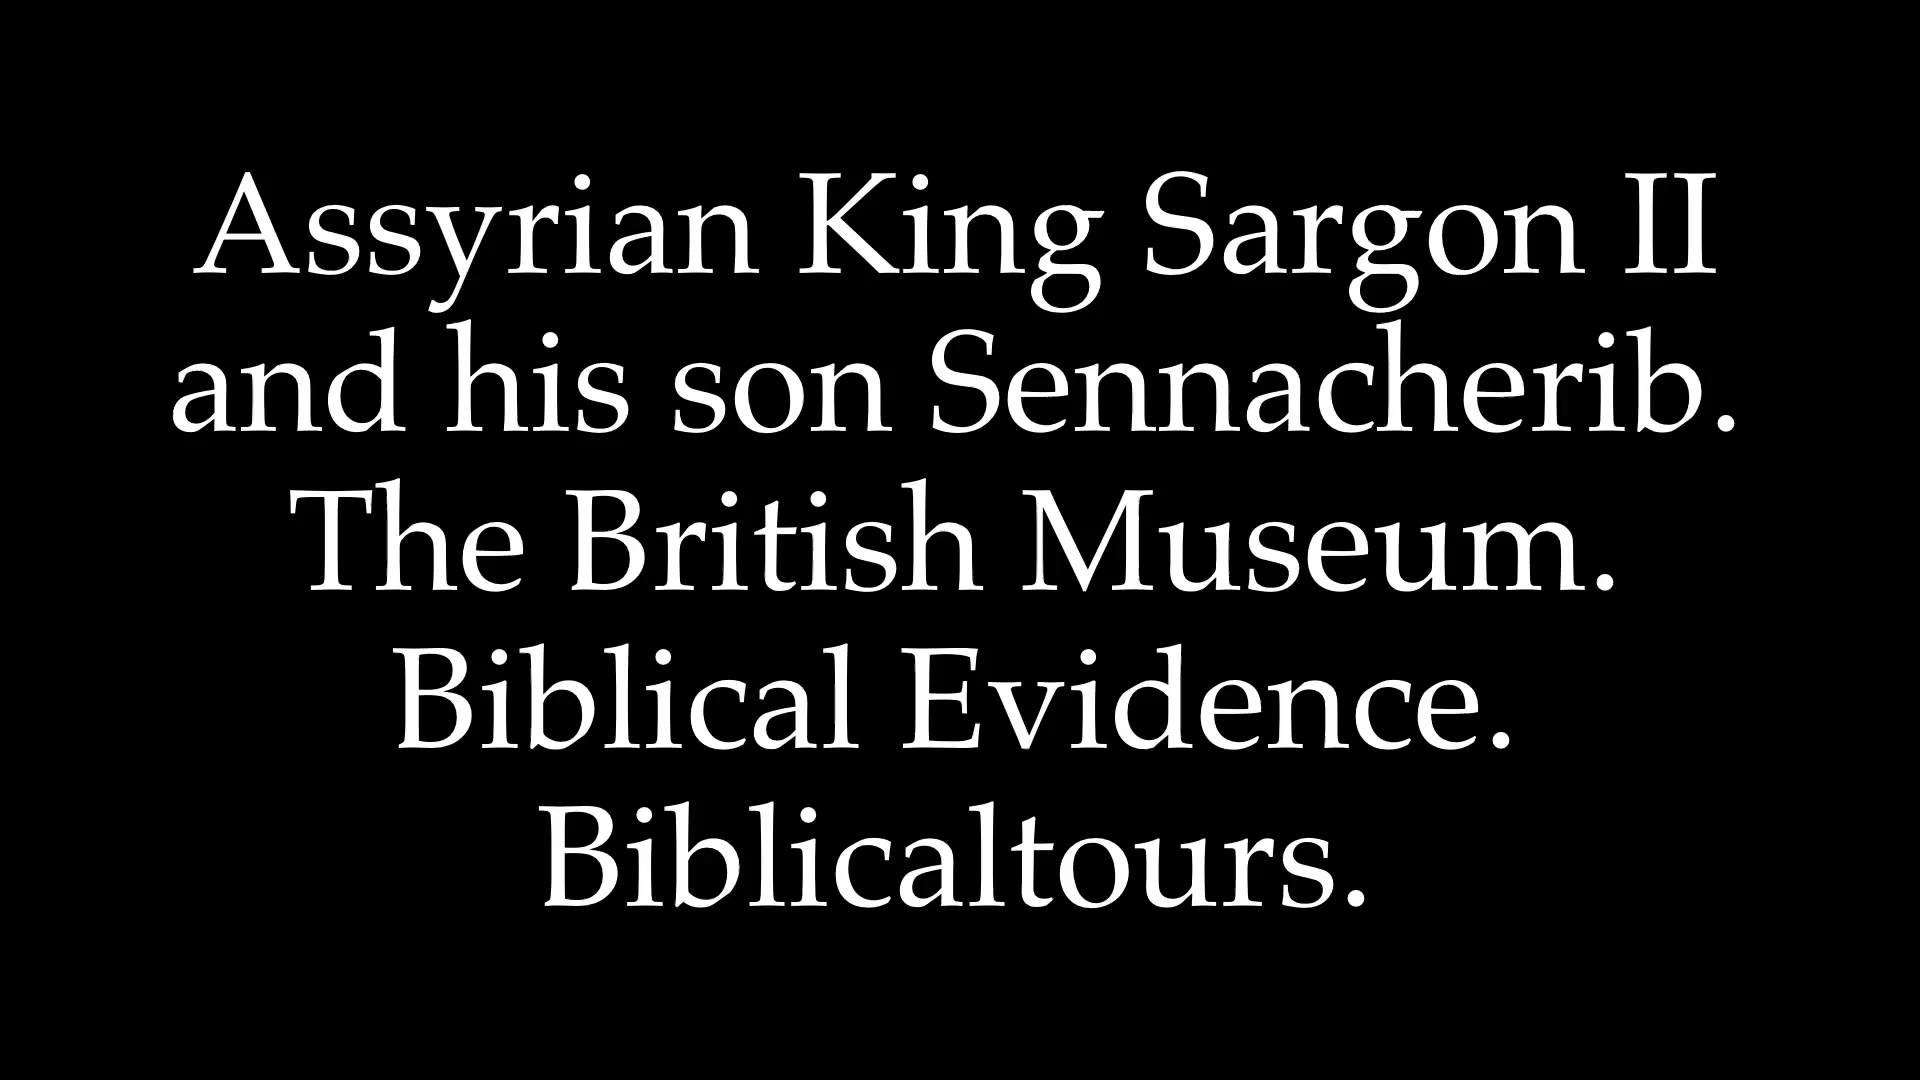 Assyrian King Sargon II
and his son Sennacherib.
The British Museum.
Biblical Evidence.
Biblicaltours.